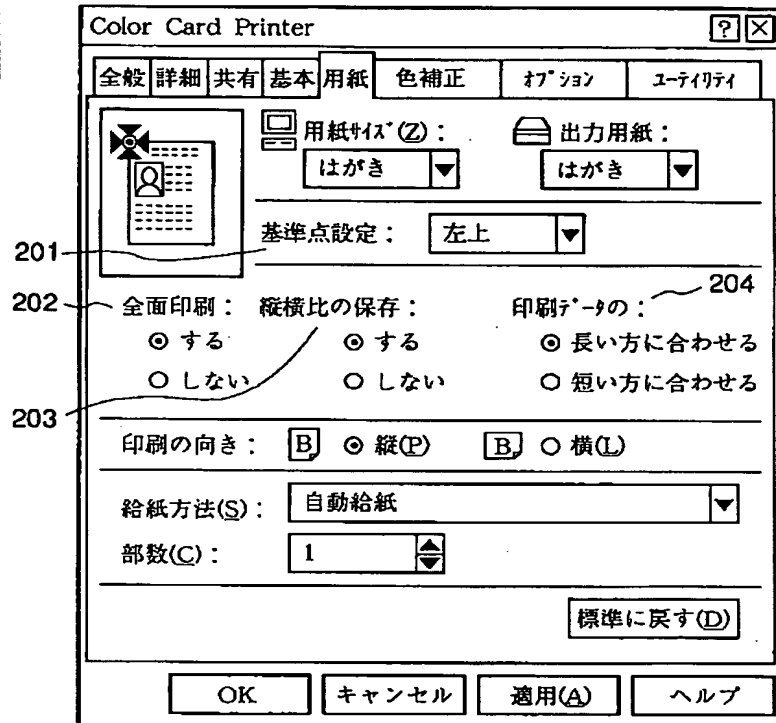 Color Card Printer ? ×
全般 詳細 共有 基本 用紙 色補正 オプション ユーティリティ
用紙サイズ(Z): 出力用紙:
はがき はがき
201 基準点設定: 左上
204
202 全面印刷: 縦横比の保存: 印刷データの:
する する 長い方に合わせる
しない しない 短い方に合わせる
203
印刷の向き: B 縦(P) B 横(L)
給紙方法(S): 自動給紙
部数(C): 1
標準に戻す(D)
OK キャンセル 適用(A) ヘルプ